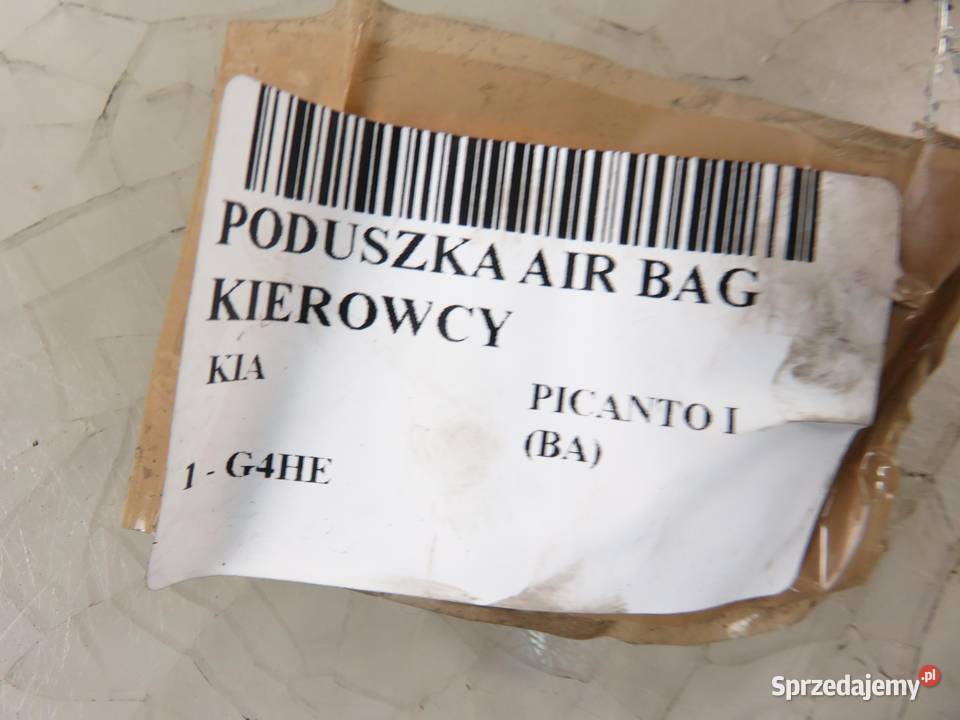 PODUSZKA AIR BAG
KIEROWCY
KIA
PICANTO I
(BA)
1 - G4HE
Sprzedajemy.pl